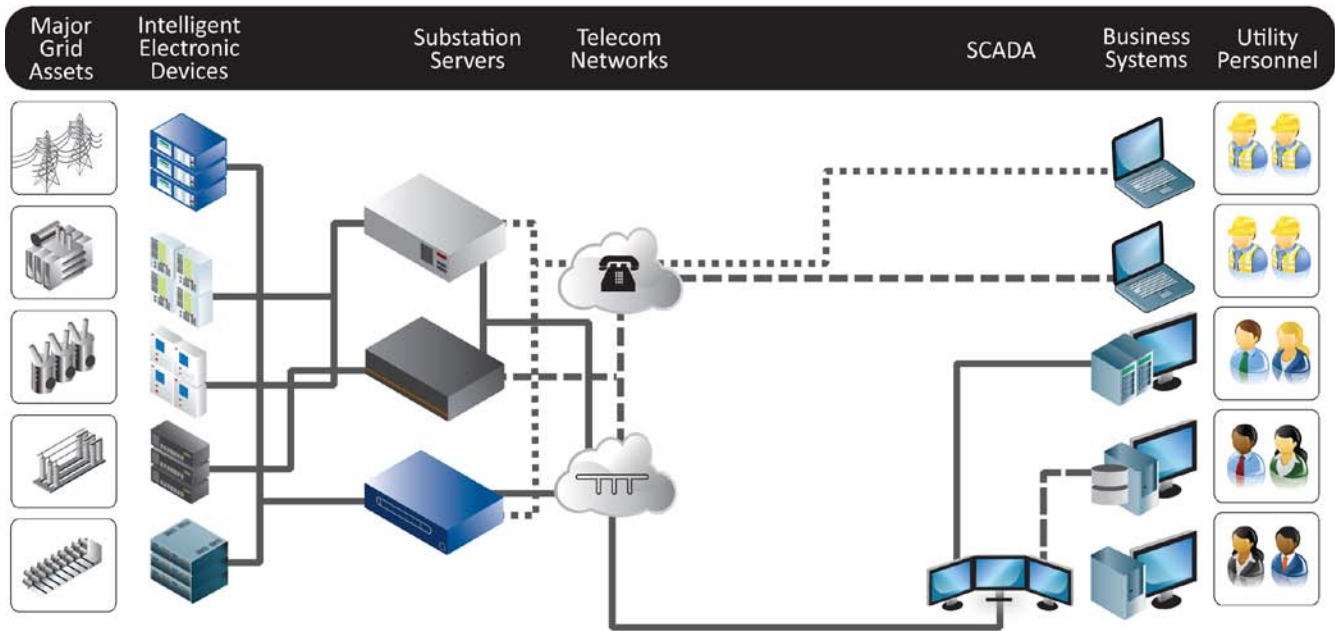 Major
Grid
Assets
Intelligent
Electronic
Devices
Substation
Servers
Telecom
Networks
SCADA
Business
Systems
Utility
Personnel